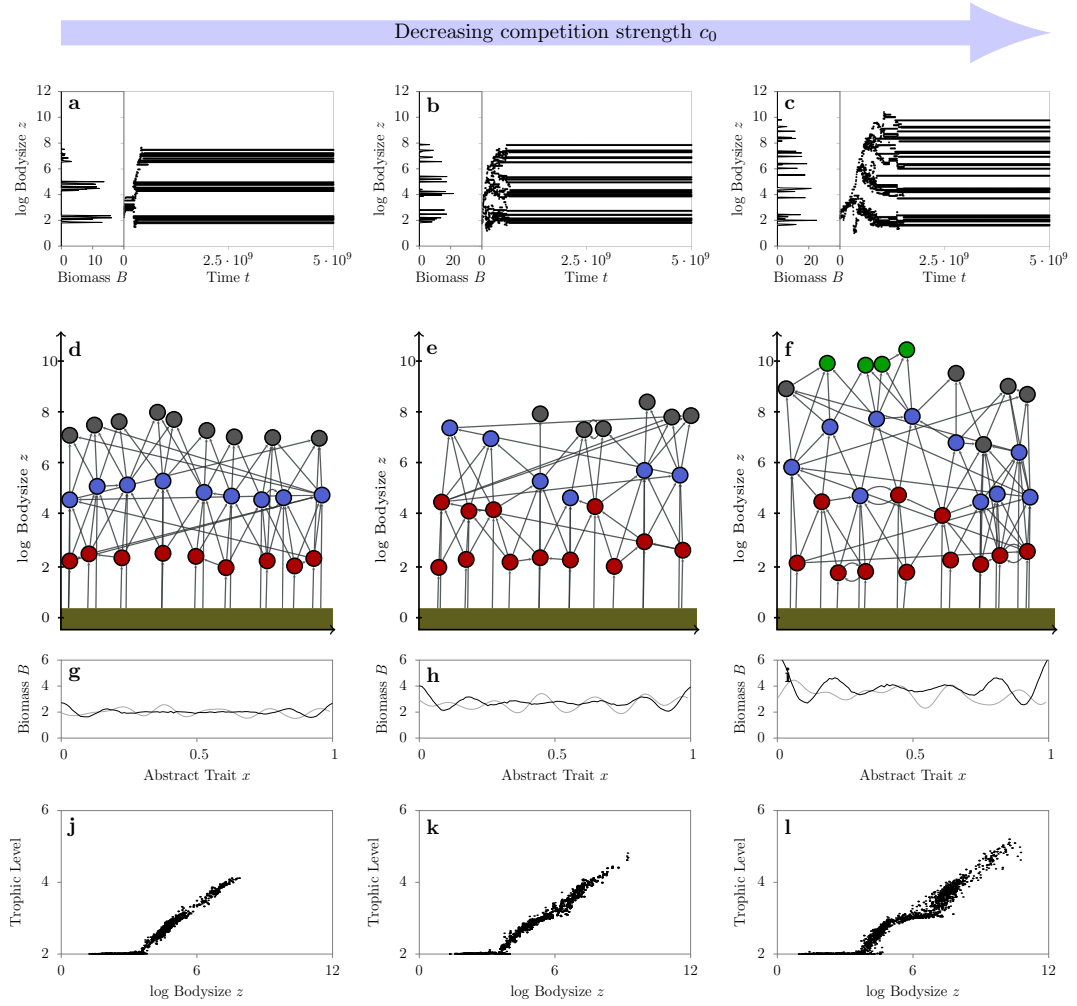 Decreasing competition strength c0
a
b
c
12
10
8
6
4
2
0
log Bodysize z
0 10
Biomass B
0 2.5 · 10^9 5 · 10^9
Time t
12
10
8
6
4
2
0
log Bodysize z
0 20
Biomass B
0 2.5 · 10^9 5 · 10^9
Time t
12
10
8
6
4
2
0
log Bodysize z
0 20
Biomass B
0 2.5 · 10^9 5 · 10^9
Time t
d
e
f
10
8
6
4
2
0
log Bodysize z
10
8
6
4
2
0
log Bodysize z
10
8
6
4
2
0
log Bodysize z
g
h
i
6
4
2
0
Biomass B
0 0.5 1
Abstract Trait x
6
4
2
0
Biomass B
0 0.5 1
Abstract Trait x
6
4
2
0
Biomass B
0 0.5 1
Abstract Trait x
j
k
l
6
4
2
Trophic Level
0 6 12
log Bodysize z
6
4
2
Trophic Level
0 6 12
log Bodysize z
6
4
2
Trophic Level
0 6 12
log Bodysize z